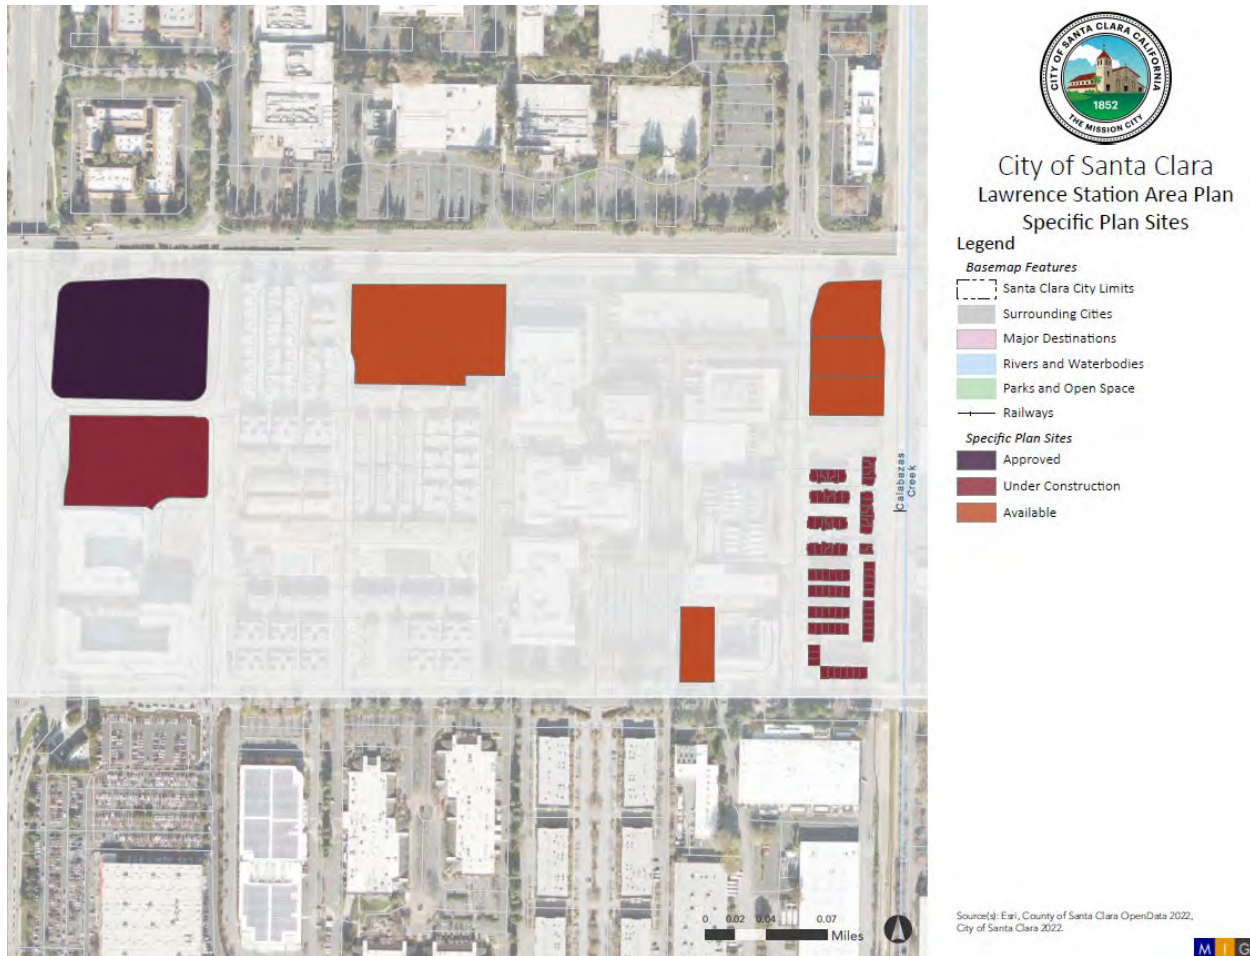 CITY OF SANTA CLARA CALIFORNIA
1852
THE MISSION CITY
City of Santa Clara
Lawrence Station Area Plan
Specific Plan Sites
Legend
Basemap Features
Santa Clara City Limits
Surrounding Cities
Major Destinations
Rivers and Waterbodies
Parks and Open Space
Railways
Specific Plan Sites
Approved
Under Construction
Available
Calabazas
Creek
0 0.02 0.04 0.07
Miles
Source(s): Esri, County of Santa Clara OpenData 2022,
City of Santa Clara 2022.
M I G